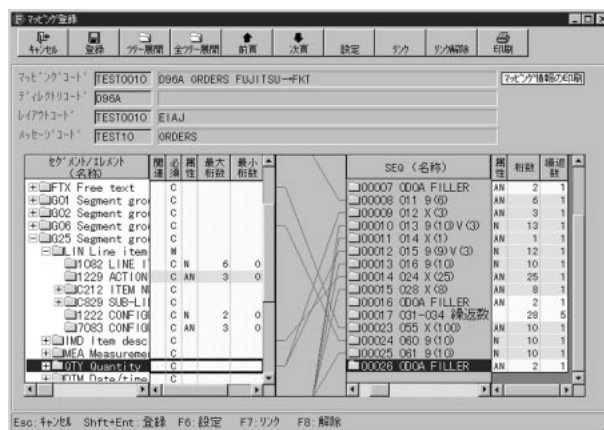 マッピング登録
キャンセル 登録 ツリー展開 全ツリー展開 前頁 次頁 設定 リンク リンク解除 印刷
マッピングコード TEST0010 D96A ORDERS FUJITSU→FKT マッピング情報の印刷
ディレクトリコード D96A
レイアウトコード TEST0010 EIAJ
メッセージコード TEST10 ORDERS
セグメント/エレメント (名称) 関連 必須 属性 最大桁数 最小桁数
FTX Free text C
G01 Segment gro C
G02 Segment gro C
G06 Segment gro C
G25 Segment gro C
LIN Line item M
1082 LINE I C N 6 0
1229 ACTION C AN 3 0
C212 ITEM N C
C829 SUB-LI C
1222 CONFIG C N 2 0
7083 CONFIG C AN 3 0
IMD Item desc C
MEA Measureme C
QTY Quantity C
DTM Date/time C
SEQ (名称) 属性 桁数 繰返数
00007 0D0A FILLER AN 2 1
00008 011 9(6) AN 6 1
00009 012 X(3) AN 3 1
00010 013 9(10)V(3) N 13 1
00011 014 X(1) AN 1 1
00012 015 9(9)V(3) N 12 1
00013 016 9(10) N 10 1
00014 024 X(25) AN 25 1
00015 028 X(8) AN 8 1
00016 0D0A FILLER AN 2 1
00017 031-034 繰返数 28 5
00023 055 X(100) AN 10 1
00024 060 9(10) N 10 1
00025 061 9(10) N 10 1
00026 0D0A FILLER AN 2 1
Esc:キャンセル Shft+Ent:登録 F6:設定 F7:リンク F8:解除